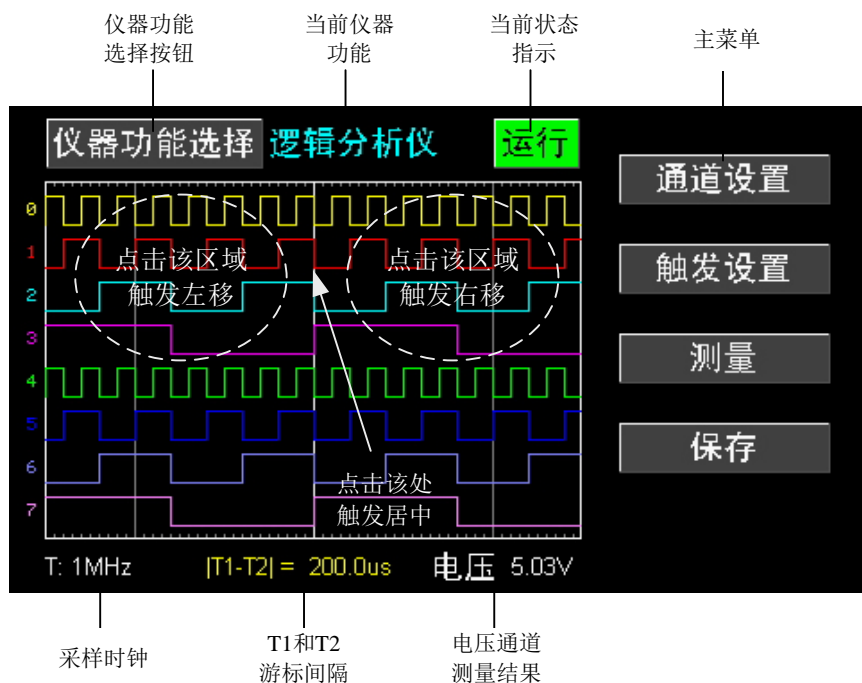 仪器功能
选择按钮
当前仪器
功能
当前状态
指示
主菜单
仪器功能选择 逻辑分析仪 运行
通道设置
触发设置
测量
保存
0
1
2
3
4
5
6
7
点击该区域
触发左移
点击该区域
触发右移
点击该处
触发居中
T: 1MHz |T1-T2| = 200.0us 电压 5.03V
采样时钟
T1和T2
游标间隔
电压通道
测量结果